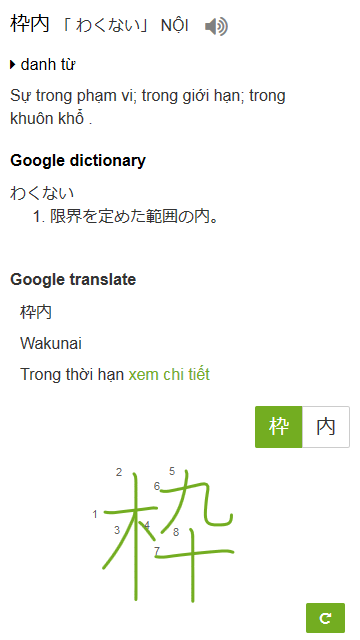 枠内 「 わくない」 NỘI
danh từ
Sự trong phạm vi; trong giới hạn; trong
khuôn khổ .
Google dictionary
わくない
1. 限界を定めた範囲の内。
Google translate
枠内
Wakunai
Trong thời hạn xem chi tiết
枠 内
枠
1
2
3
4
5
6
7
8